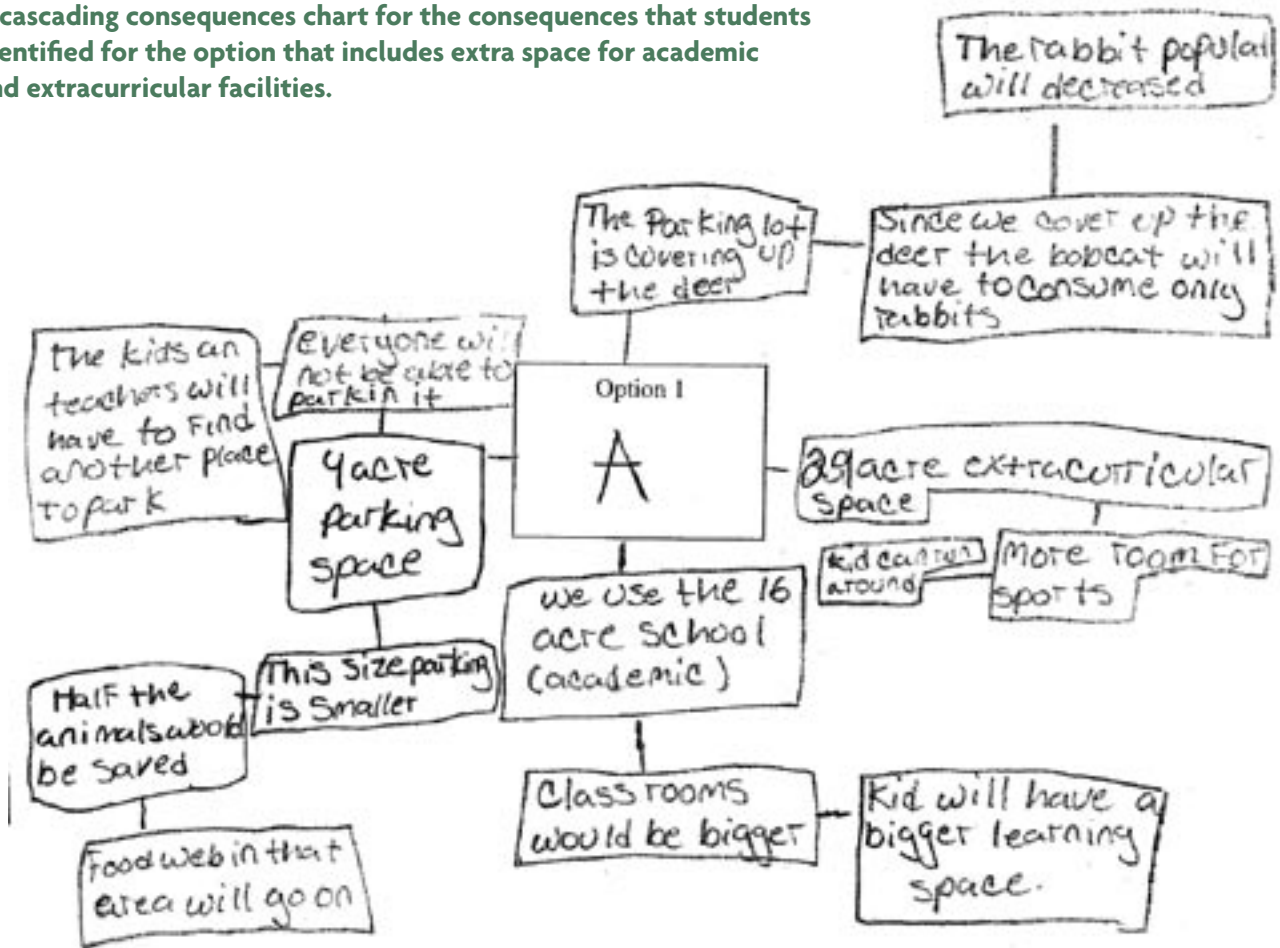 cascading consequences chart for the consequences that students
entified for the option that includes extra space for academic
nd extracurricular facilities.
The rabbit populat
will decreased
The Parking lot
is covering up
the deer
Since we cover up the
deer the bobcat will
have to consume only
rabbits
the kids an
teachers will
have to find
another place
to park
everyone will
not be able to
park in it
Option 1
A
4 acre
parking
space
29 acre extracurricular
space
kid can run
around
More room For
sports
we use the 16
acre school
(academic)
This size parking
is smaller
Half the
animals would
be saved
Food web in that
area will go on
Classrooms
would be bigger
Kid will have a
bigger learning
space.